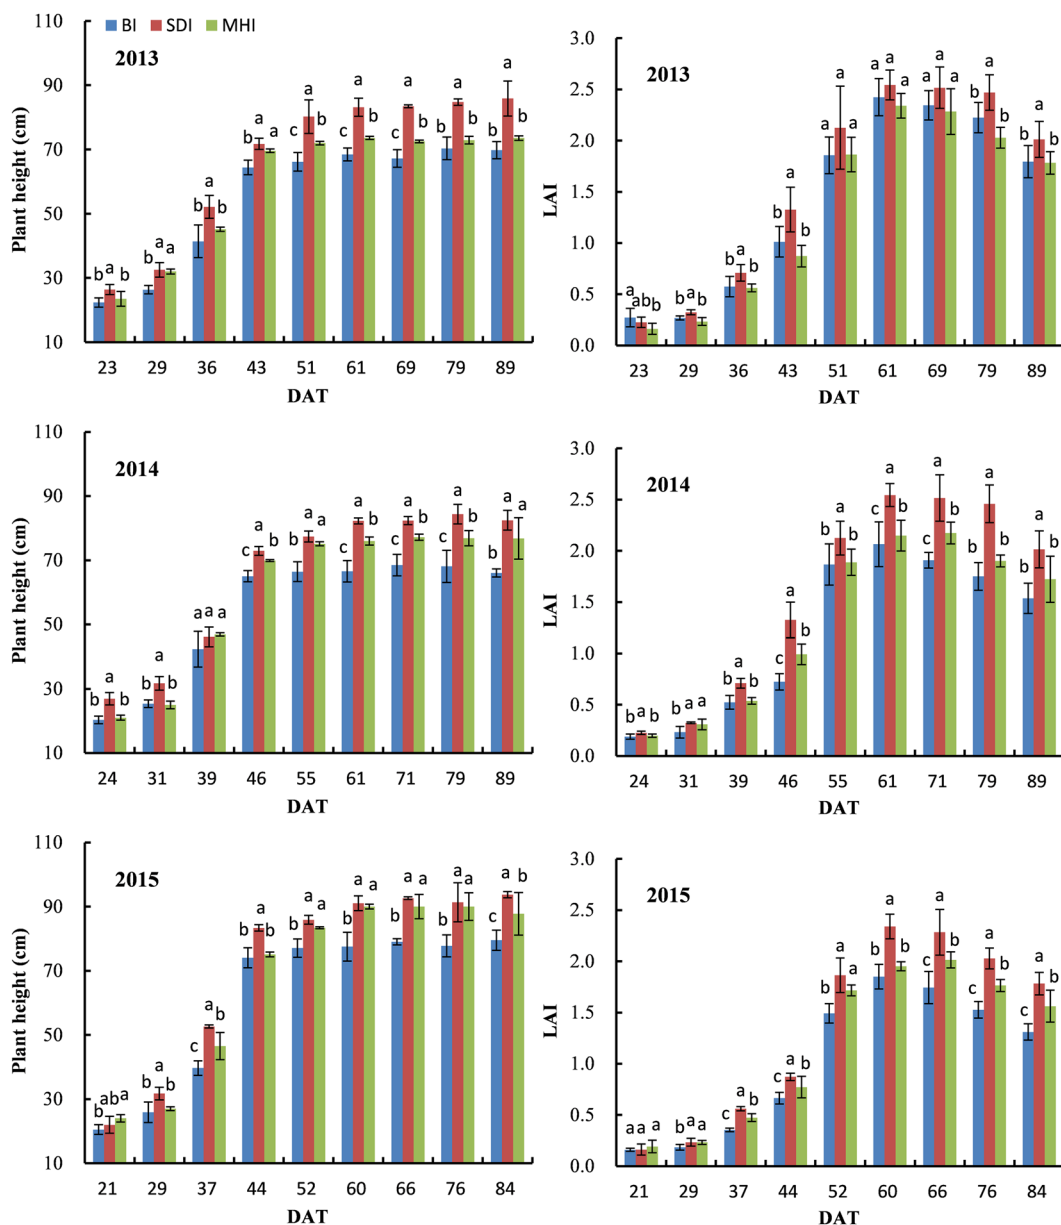 BI SDI MHI
2013
Plant height (cm)
110
90
70
50
30
10
b a b
b a a
b a b
b a a
c a b
c a b
c a b
b a b
b a b
23 29 36 43 51 61 69 79 89
DAT
2013
LAI
3.0
2.5
2.0
1.5
1.0
0.5
0.0
a ab b
b a b
b a b
b a b
a a a
a a a
a a a
b a b
b a b
23 29 36 43 51 61 69 79 89
DAT
2014
Plant height (cm)
110
90
70
50
30
10
b a b
b a b
a a a
c a b
b a a
c a b
c a b
c a b
b a b
24 31 39 46 55 61 71 79 89
DAT
2014
LAI
3.0
2.5
2.0
1.5
1.0
0.5
0.0
b a b
b a a
b a b
c a b
b a b
c a b
b a b
b a b
b a b
24 31 39 46 55 61 71 79 89
DAT
2015
Plant height (cm)
110
90
70
50
30
10
b ab a
b a b
c a b
b a b
b a a
b a a
b a a
b a a
c a b
21 29 37 44 52 60 66 76 84
DAT
2015
LAI
3.0
2.5
2.0
1.5
1.0
0.5
0.0
a a a
b a a
c a b
c a b
b a a
b a b
c a b
c a b
c a b
21 29 37 44 52 60 66 76 84
DAT